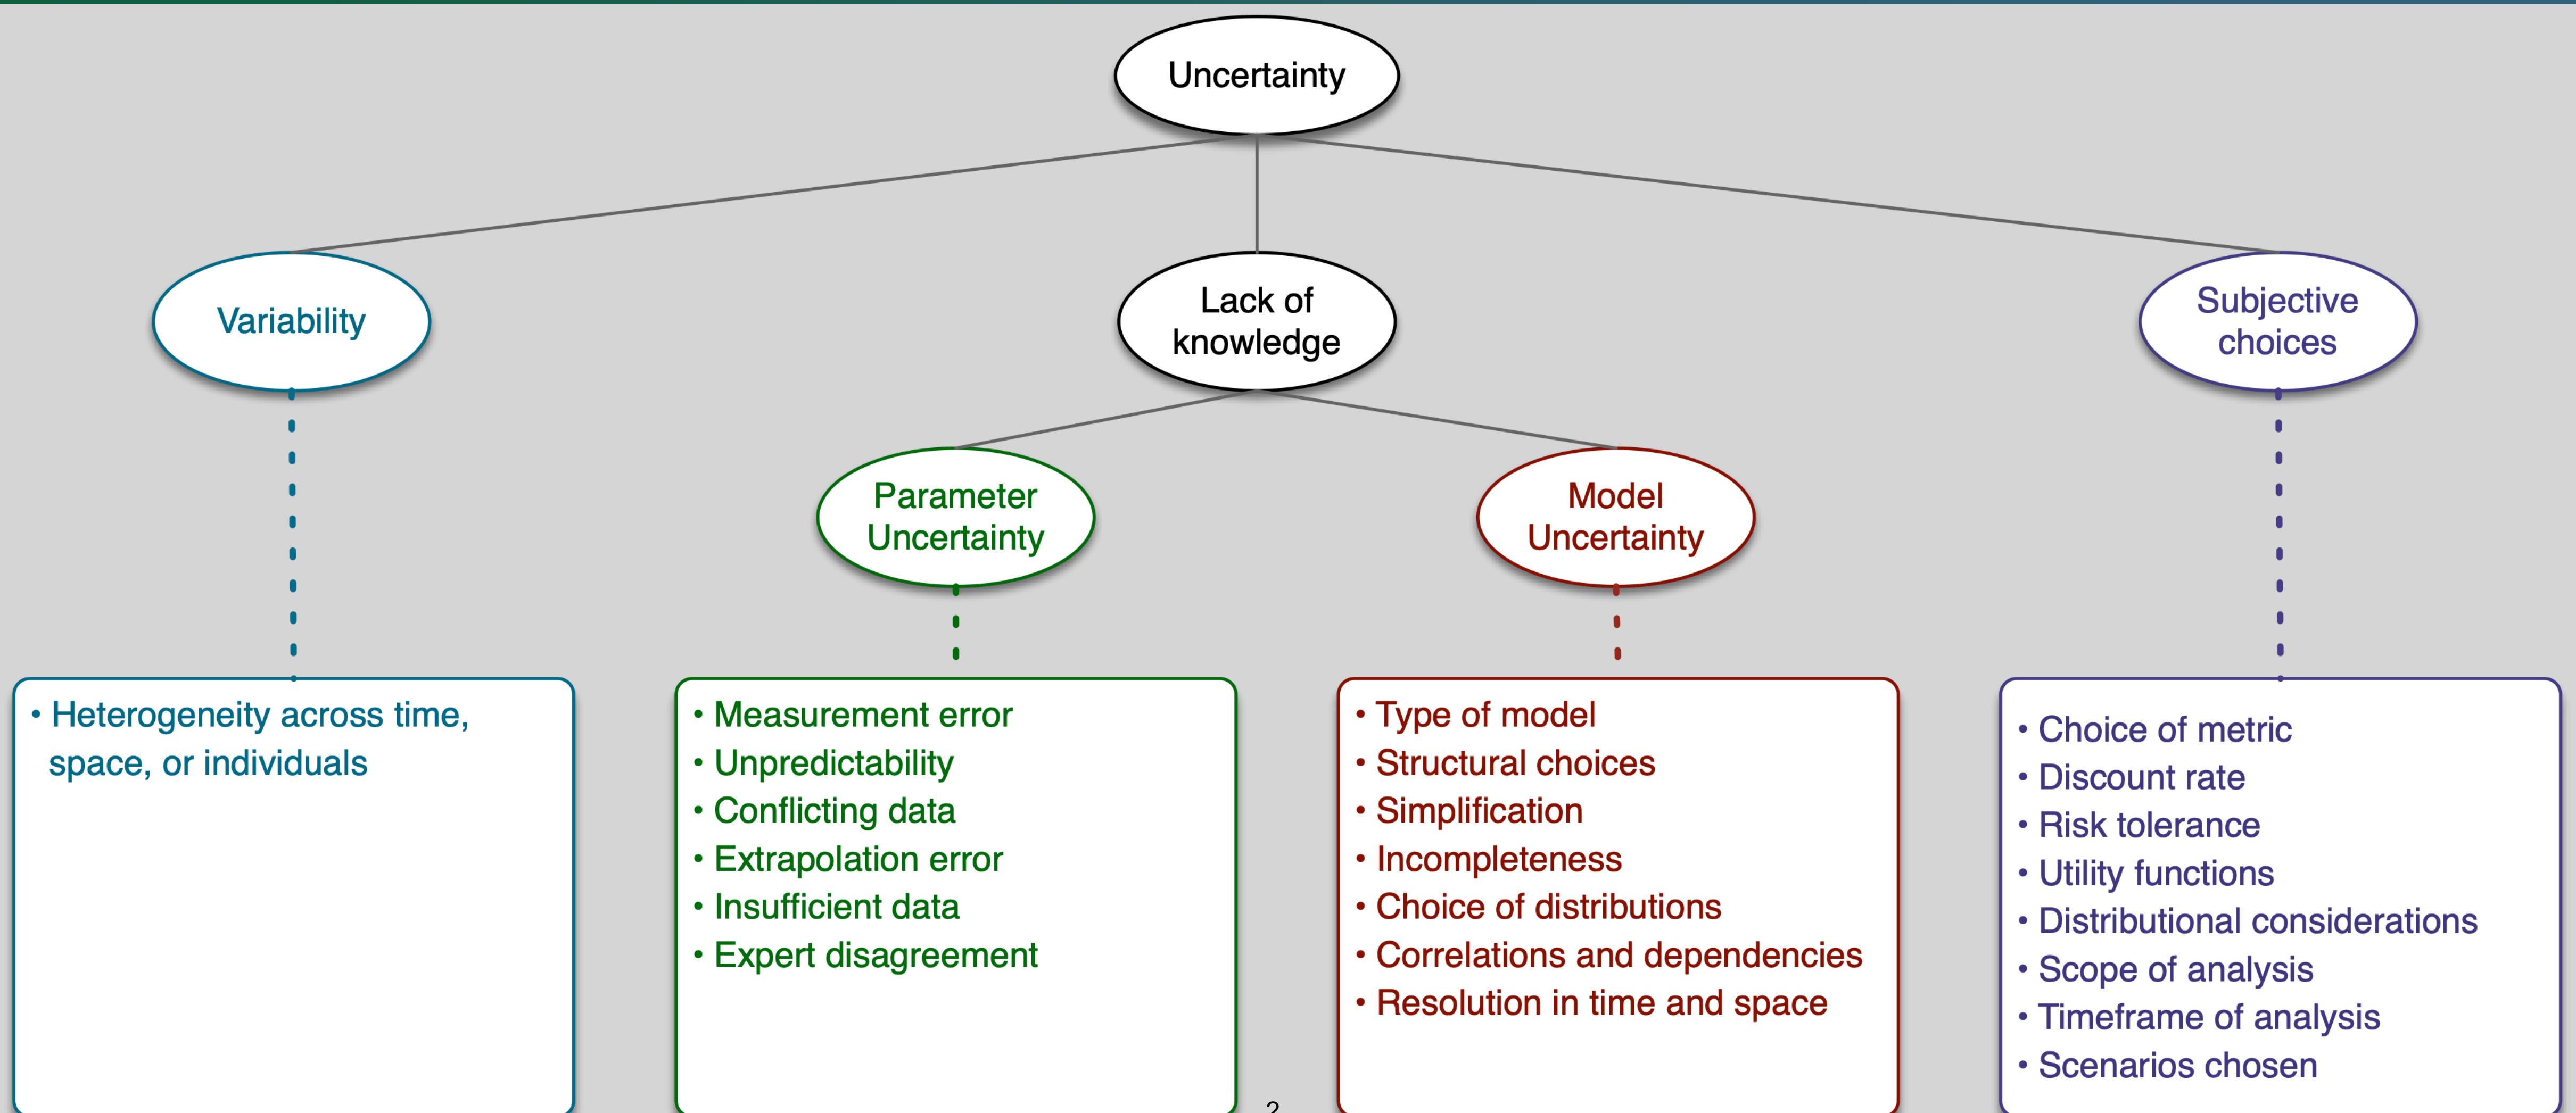 Uncertainty
Variability
Lack of
knowledge
Subjective
choices
Parameter
Uncertainty
Model
Uncertainty
• Heterogeneity across time,
space, or individuals
• Measurement error
• Unpredictability
• Conflicting data
• Extrapolation error
• Insufficient data
• Expert disagreement
• Type of model
• Structural choices
• Simplification
• Incompleteness
• Choice of distributions
• Correlations and dependencies
• Resolution in time and space
• Choice of metric
• Discount rate
• Risk tolerance
• Utility functions
• Distributional considerations
• Scope of analysis
• Timeframe of analysis
• Scenarios chosen